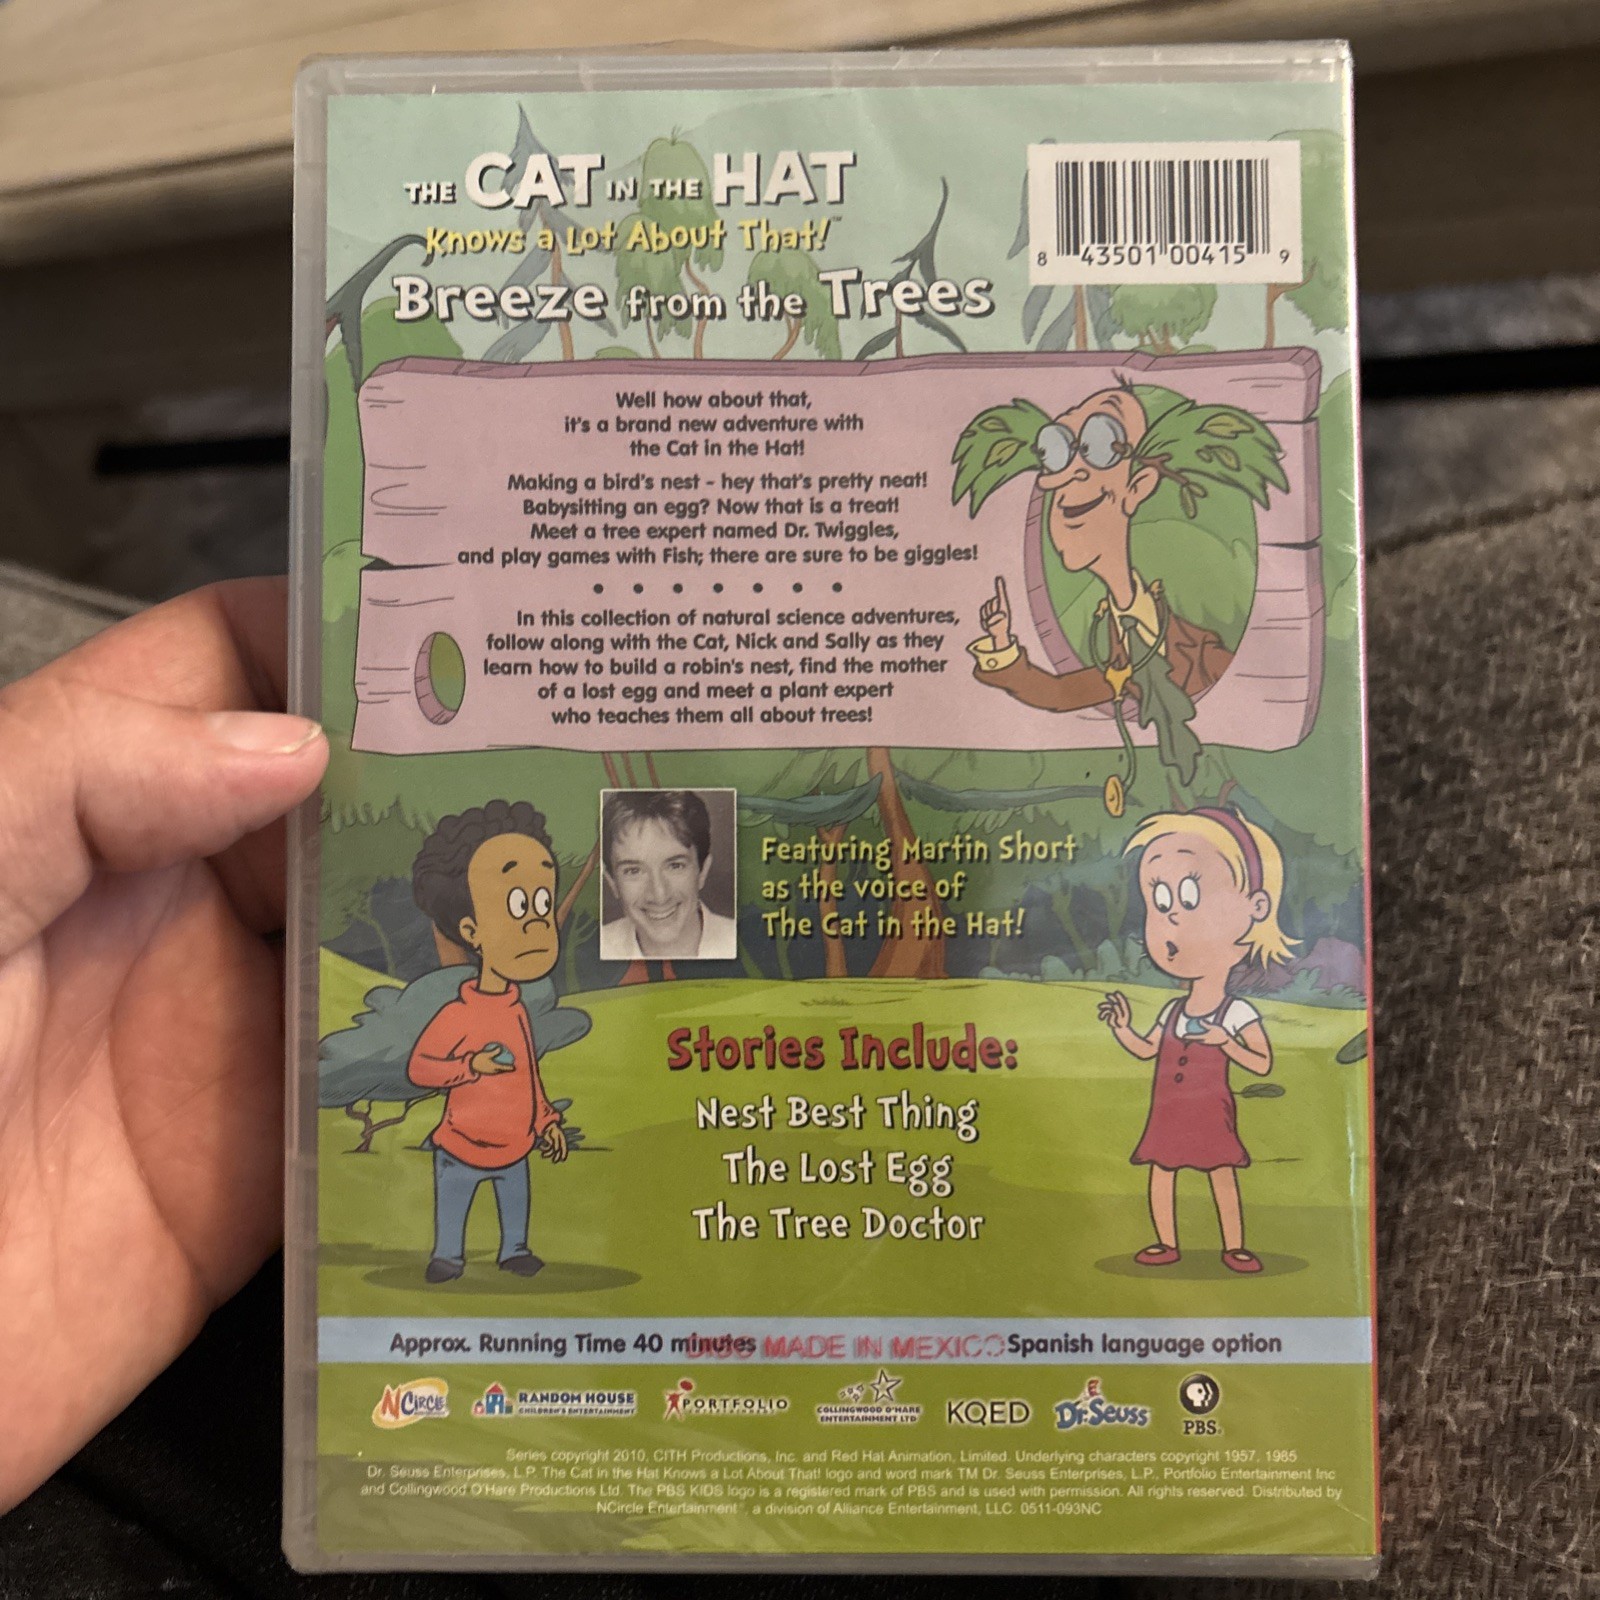 THE CAT IN THE HAT
Knows a Lot About That!™
Breeze from the Trees
8 43501 00415 9
Well how about that,
it's a brand new adventure with
the Cat in the Hat!
Making a bird's nest - hey that's pretty neat!
Babysitting an egg? Now that is a treat!
Meet a tree expert named Dr. Twiggles,
and play games with Fish; there are sure to be giggles!
In this collection of natural science adventures,
follow along with the Cat, Nick and Sally as they
learn how to build a robin's nest, find the mother
of a lost egg and meet a plant expert
who teaches them all about trees!
Featuring Martin Short
as the voice of
The Cat in the Hat!
Stories Include:
Nest Best Thing
The Lost Egg
The Tree Doctor
Approx. Running Time 40 minutes
DISC MADE IN MEXICO
Spanish language option
NCIRCLE
RANDOM HOUSE
CHILDREN'S ENTERTAINMENT
PORTFOLIO
COLLINGWOOD O'HARE
ENTERTAINMENT LTD
KQED
Dr. Seuss
PBS.
Series copyright 2010, CITH Productions, Inc. and Red Hat Animation, Limited. Underlying characters copyright 1957, 1985
Dr. Seuss Enterprises, L.P. The Cat in the Hat Knows a Lot About That! logo and word mark TM Dr. Seuss Enterprises, L.P., Portfolio Entertainment Inc
and Collingwood O'Hare Productions Ltd. The PBS KIDS logo is a registered mark of PBS and is used with permission. All rights reserved. Distributed by
NCircle Entertainment, a division of Alliance Entertainment, LLC. 0511-093NC